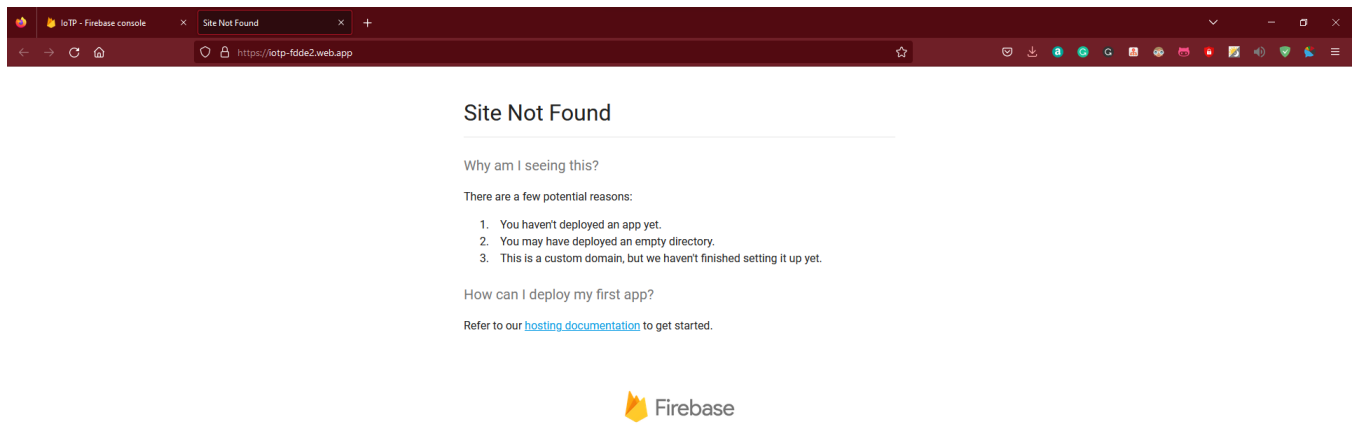 IoTP - Firebase console
Site Not Found
https://iotp-fdde2.web.app
Site Not Found
Why am I seeing this?
There are a few potential reasons:
1. You haven't deployed an app yet.
2. You may have deployed an empty directory.
3. This is a custom domain, but we haven't finished setting it up yet.
How can I deploy my first app?
Refer to our hosting documentation to get started.
Firebase